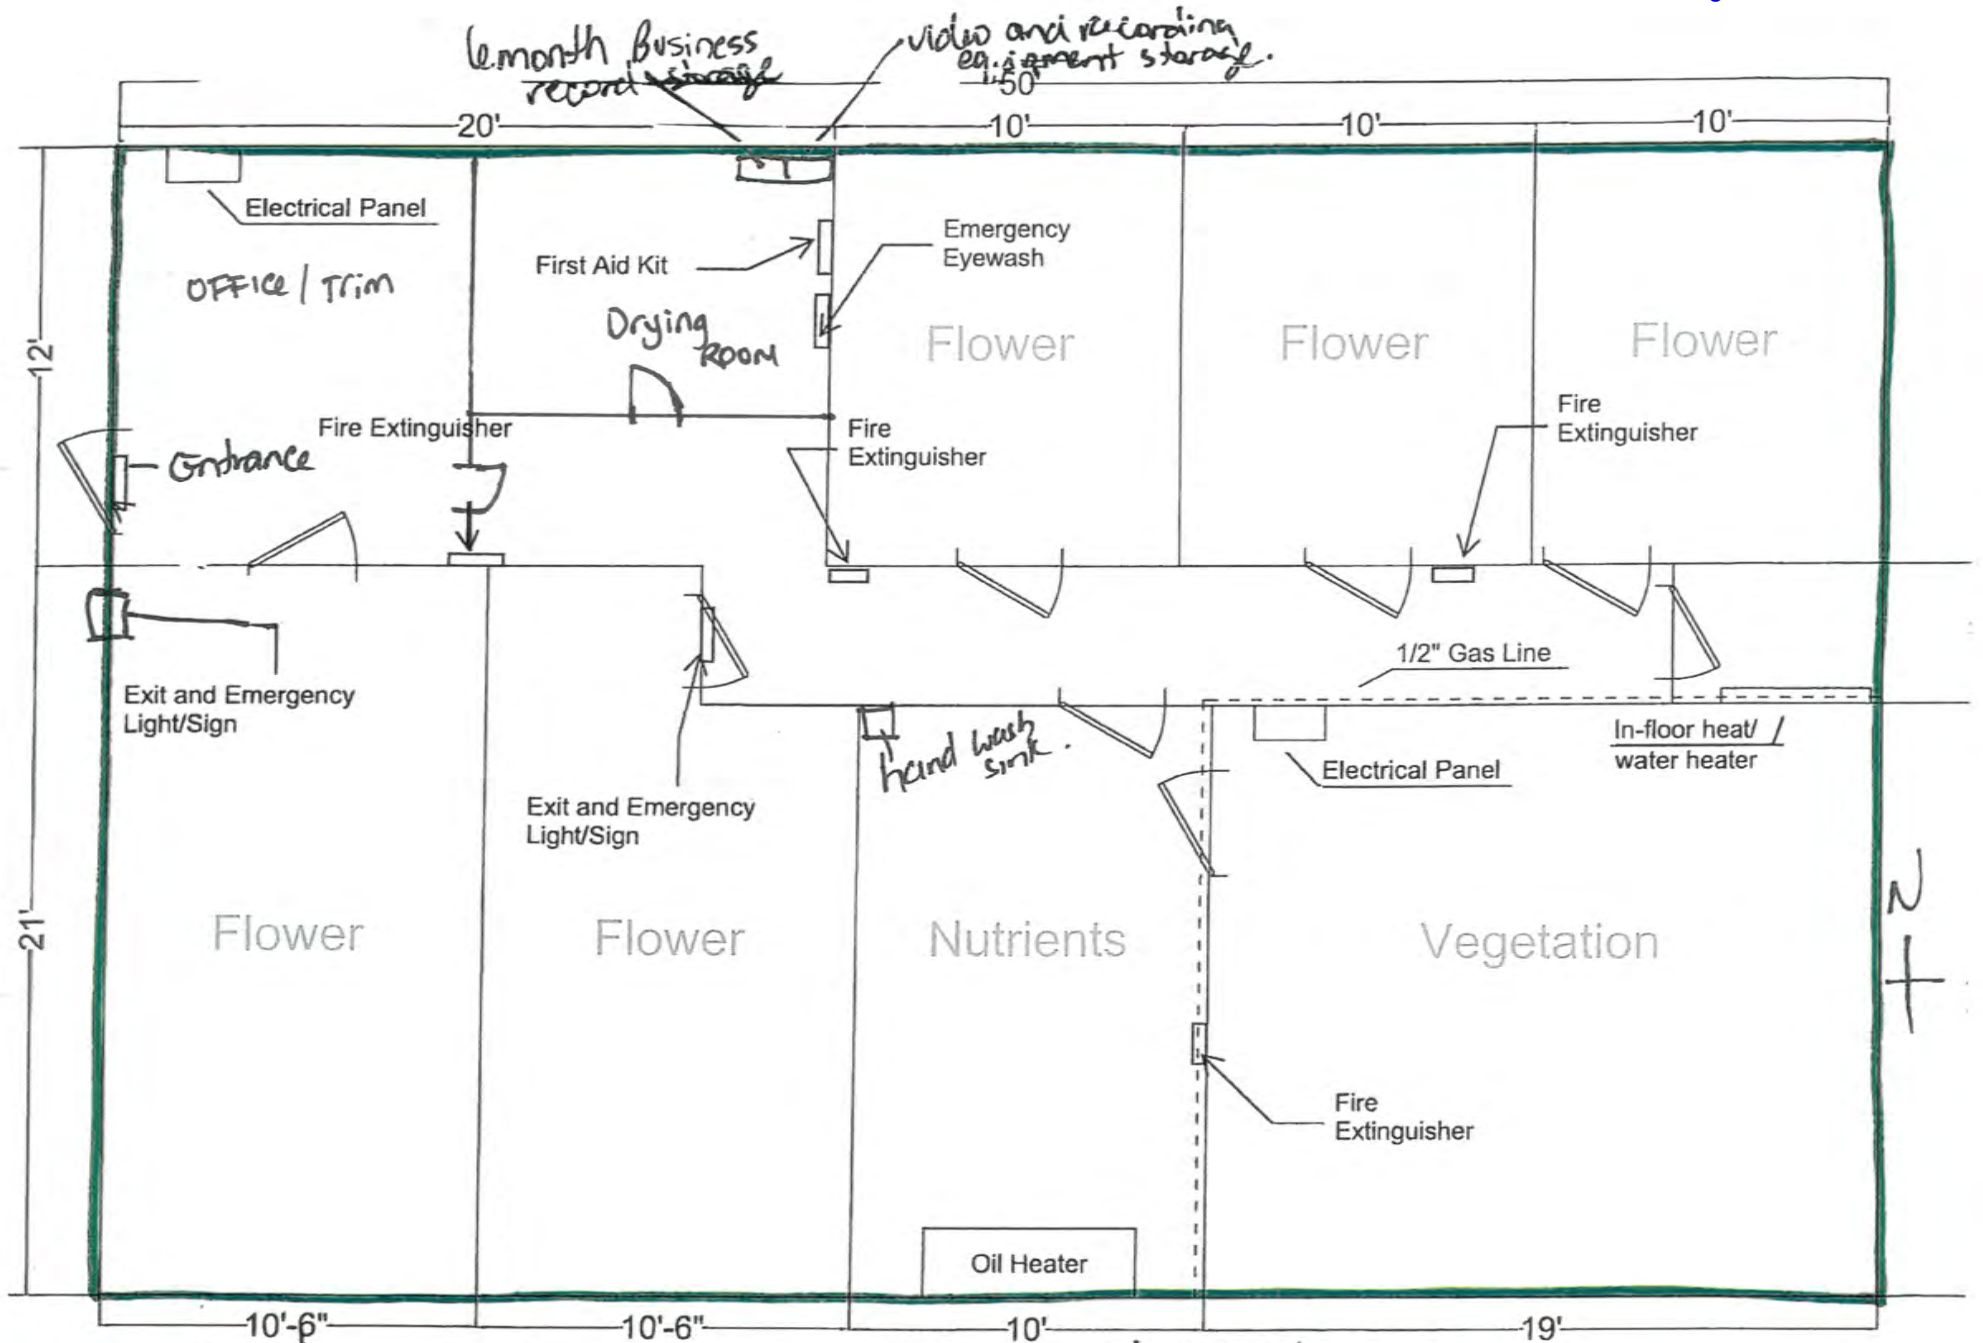 6 month Business
record storage
video and recording
equipment storage.
50'
20'
10'
10'
10'
Electrical Panel
OFFICE / Trim
First Aid Kit
Emergency
Eyewash
Drying
ROOM
Flower
Flower
Flower
12'
Fire Extinguisher
Entrance
Fire
Extinguisher
Fire
Extinguisher
1/2" Gas Line
Exit and Emergency
Light/Sign
hand wash
sink.
In-floor heat/
water heater
Electrical Panel
Exit and Emergency
Light/Sign
21'
N
Flower
Flower
Nutrients
Vegetation
Fire
Extinguisher
Oil Heater
10'-6"
10'-6"
10'
19'